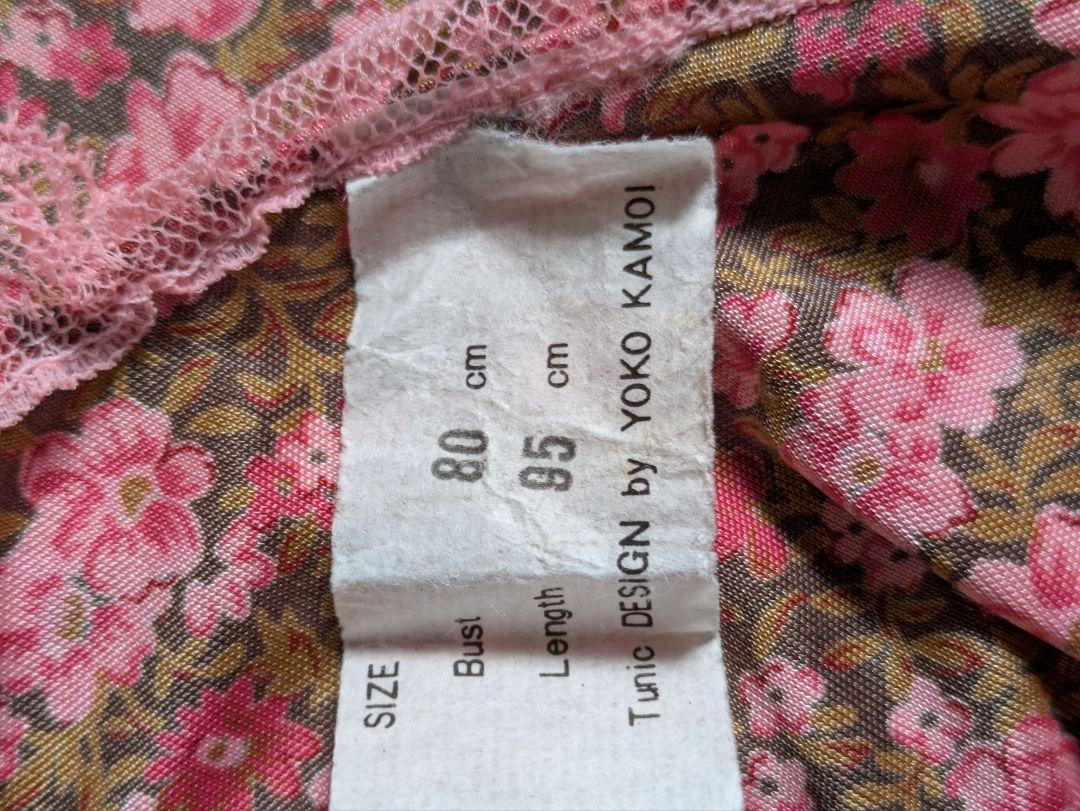 SIZE
Bust 80 cm
Length 95 cm
Tunic DESIGN by YOKO KAMOI